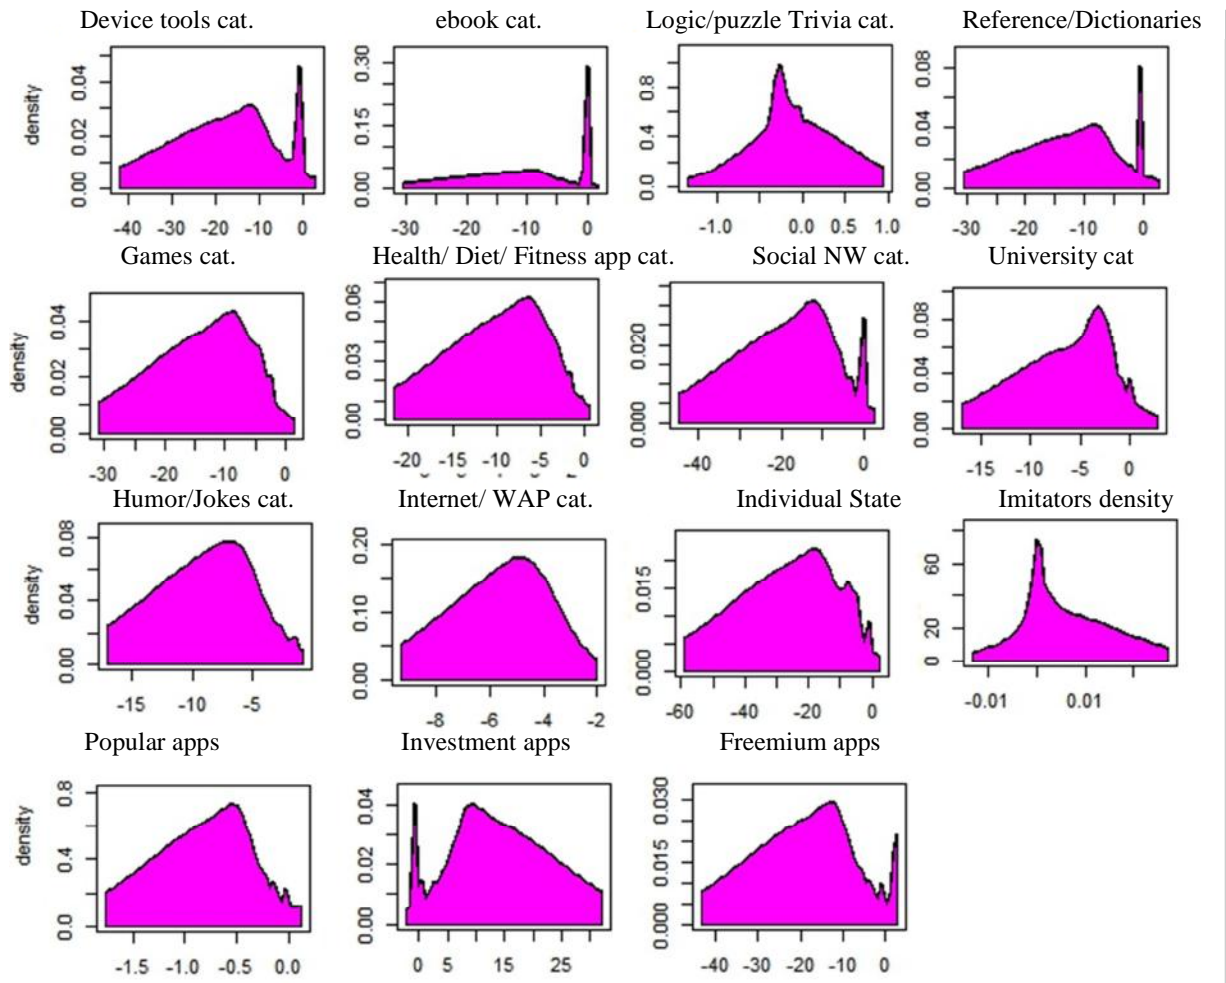 Device tools cat. ebook cat. Logic/puzzle Trivia cat. Reference/Dictionaries
density
0.00 0.02 0.04
-40 -30 -20 -10 0
0.00 0.15 0.30
-30 -20 -10 0
0.0 0.4 0.8
-1.0 0.0 0.5 1.0
0.00 0.04 0.08
-30 -20 -10 0
Games cat. Health/ Diet/ Fitness app cat. Social NW cat. University cat
density
0.00 0.02 0.04
-30 -20 -10 0
0.00 0.03 0.06
-20 -15 -10 -5 0
0.000 0.020
-40 -20 0
0.00 0.04 0.08
-15 -10 -5 0
Humor/Jokes cat. Internet/ WAP cat. Individual State Imitators density
density
0.00 0.04 0.08
-15 -10 -5
0.00 0.10 0.20
-8 -6 -4 -2
0.000 0.015
-60 -40 -20 0
0 20 60
-0.01 0.01
Popular apps Investment apps Freemium apps
density
0.0 0.4 0.8
-1.5 -1.0 -0.5 0.0
0.00 0.02 0.04
0 5 15 25
0.000 0.015 0.030
-40 -30 -20 -10 0